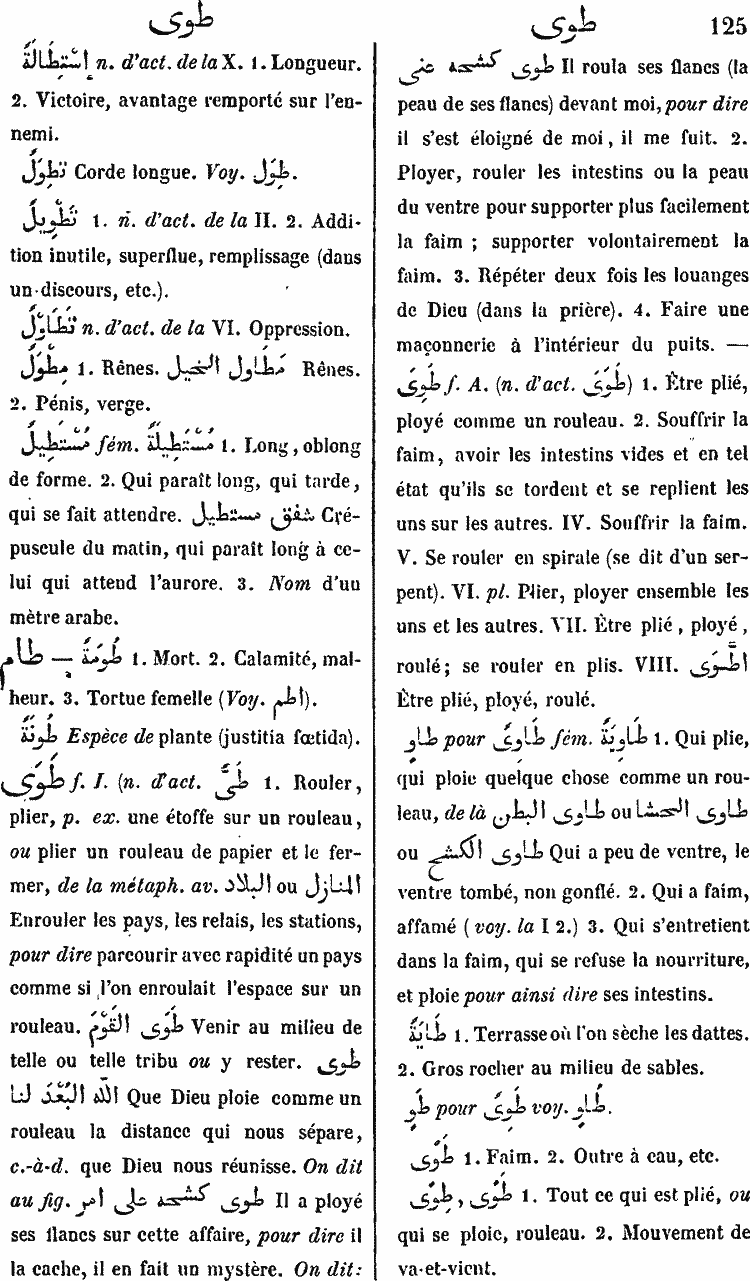 طوى
طوى 125
اِسْتِطَالَةٌ n. d'act. de la X. 1. Longueur.
2. Victoire, avantage remporté sur l'en-
nemi.
تَطَوُّلٌ Corde longue. Voy. طِوَلٌ.
تَطْوِيلٌ 1. n. d'act. de la II. 2. Addi-
tion inutile, superflue, remplissage (dans
un discours, etc.).
تَطَاوُلٌ n. d'act. de la VI. Oppression.
مِطْوَلٌ 1. Rênes. مَطَاوِل الخيل Rênes.
2. Pénis, verge.
مُسْتَطِيلٌ fém. مُسْتَطِيلَةٌ 1. Long, oblong
de forme. 2. Qui paraît long, qui tarde,
qui se fait attendre. شفق مستطيل Cré-
puscule du matin, qui paraît long à ce-
lui qui attend l'aurore. 3. Nom d'un
mètre arabe.
طام — طُومَةٌ 1. Mort. 2. Calamité, mal-
heur. 3. Tortue femelle (Voy. اطم).
طُونَةٌ Espèce de plante (justitia fœtida).
طَوَى f. I. (n. d'act. طَىٌّ 1. Rouler,
plier, p. ex. une étoffe sur un rouleau,
ou plier un rouleau de papier et le fer-
mer, de la métaph. av. البلاد ou المنازل
Enrouler les pays, les relais, les stations,
pour dire parcourir avec rapidité un pays
comme si l'on enroulait l'espace sur un
rouleau. طَوَى القَوْمَ Venir au milieu de
telle ou telle tribu ou y rester. طوى
الله البُعْدَ لنا Que Dieu ploie comme un
rouleau la distance qui nous sépare,
c.-à-d. que Dieu nous réunisse. On dit
au fig. طوى كشحه على امر Il a ployé
ses flancs sur cette affaire, pour dire il
la cache, il en fait un mystère. On dit:
طوى كشحه عنى Il roula ses flancs (la
peau de ses flancs) devant moi, pour dire
il s'est éloigné de moi, il me fuit. 2.
Ployer, rouler les intestins ou la peau
du ventre pour supporter plus facilement
la faim ; supporter volontairement la
faim. 3. Répéter deux fois les louanges
de Dieu (dans la prière). 4. Faire une
maçonnerie à l'intérieur du puits. —
طَوِىَ f. A. (n. d'act. طَوًى) 1. Être plié,
ployé comme un rouleau. 2. Souffrir la
faim, avoir les intestins vides et en tel
état qu'ils se tordent et se replient les
uns sur les autres. IV. Souffrir la faim.
V. Se rouler en spirale (se dit d'un ser-
pent). VI. pl. Plier, ployer ensemble les
uns et les autres. VII. Être plié, ployé,
roulé; se rouler en plis. VIII. اطَّوَى
Être plié, ployé, roulé.
طاوٍ pour طَاوِىٌ fém. طَاوِيَةٌ 1. Qui plie,
qui ploie quelque chose comme un rou-
leau, de là طاوى البطن ou طاوى الحشا
ou طاوى الكشح Qui a peu de ventre, le
ventre tombé, non gonflé. 2. Qui a faim,
affamé (voy. la I 2.) 3. Qui s'entretient
dans la faim, qui se refuse la nourriture,
et ploie pour ainsi dire ses intestins.
طَايَةٌ 1. Terrasse où l'on sèche les dattes.
2. Gros rocher au milieu de sables.
طَوٍ pour طَوِىٌ voy. طَاوٍ.
طَوًى 1. Faim. 2. Outre à eau, etc.
طُوًى, طِوًى 1. Tout ce qui est plié, ou
qui se ploie, rouleau. 2. Mouvement de
va-et-vient.